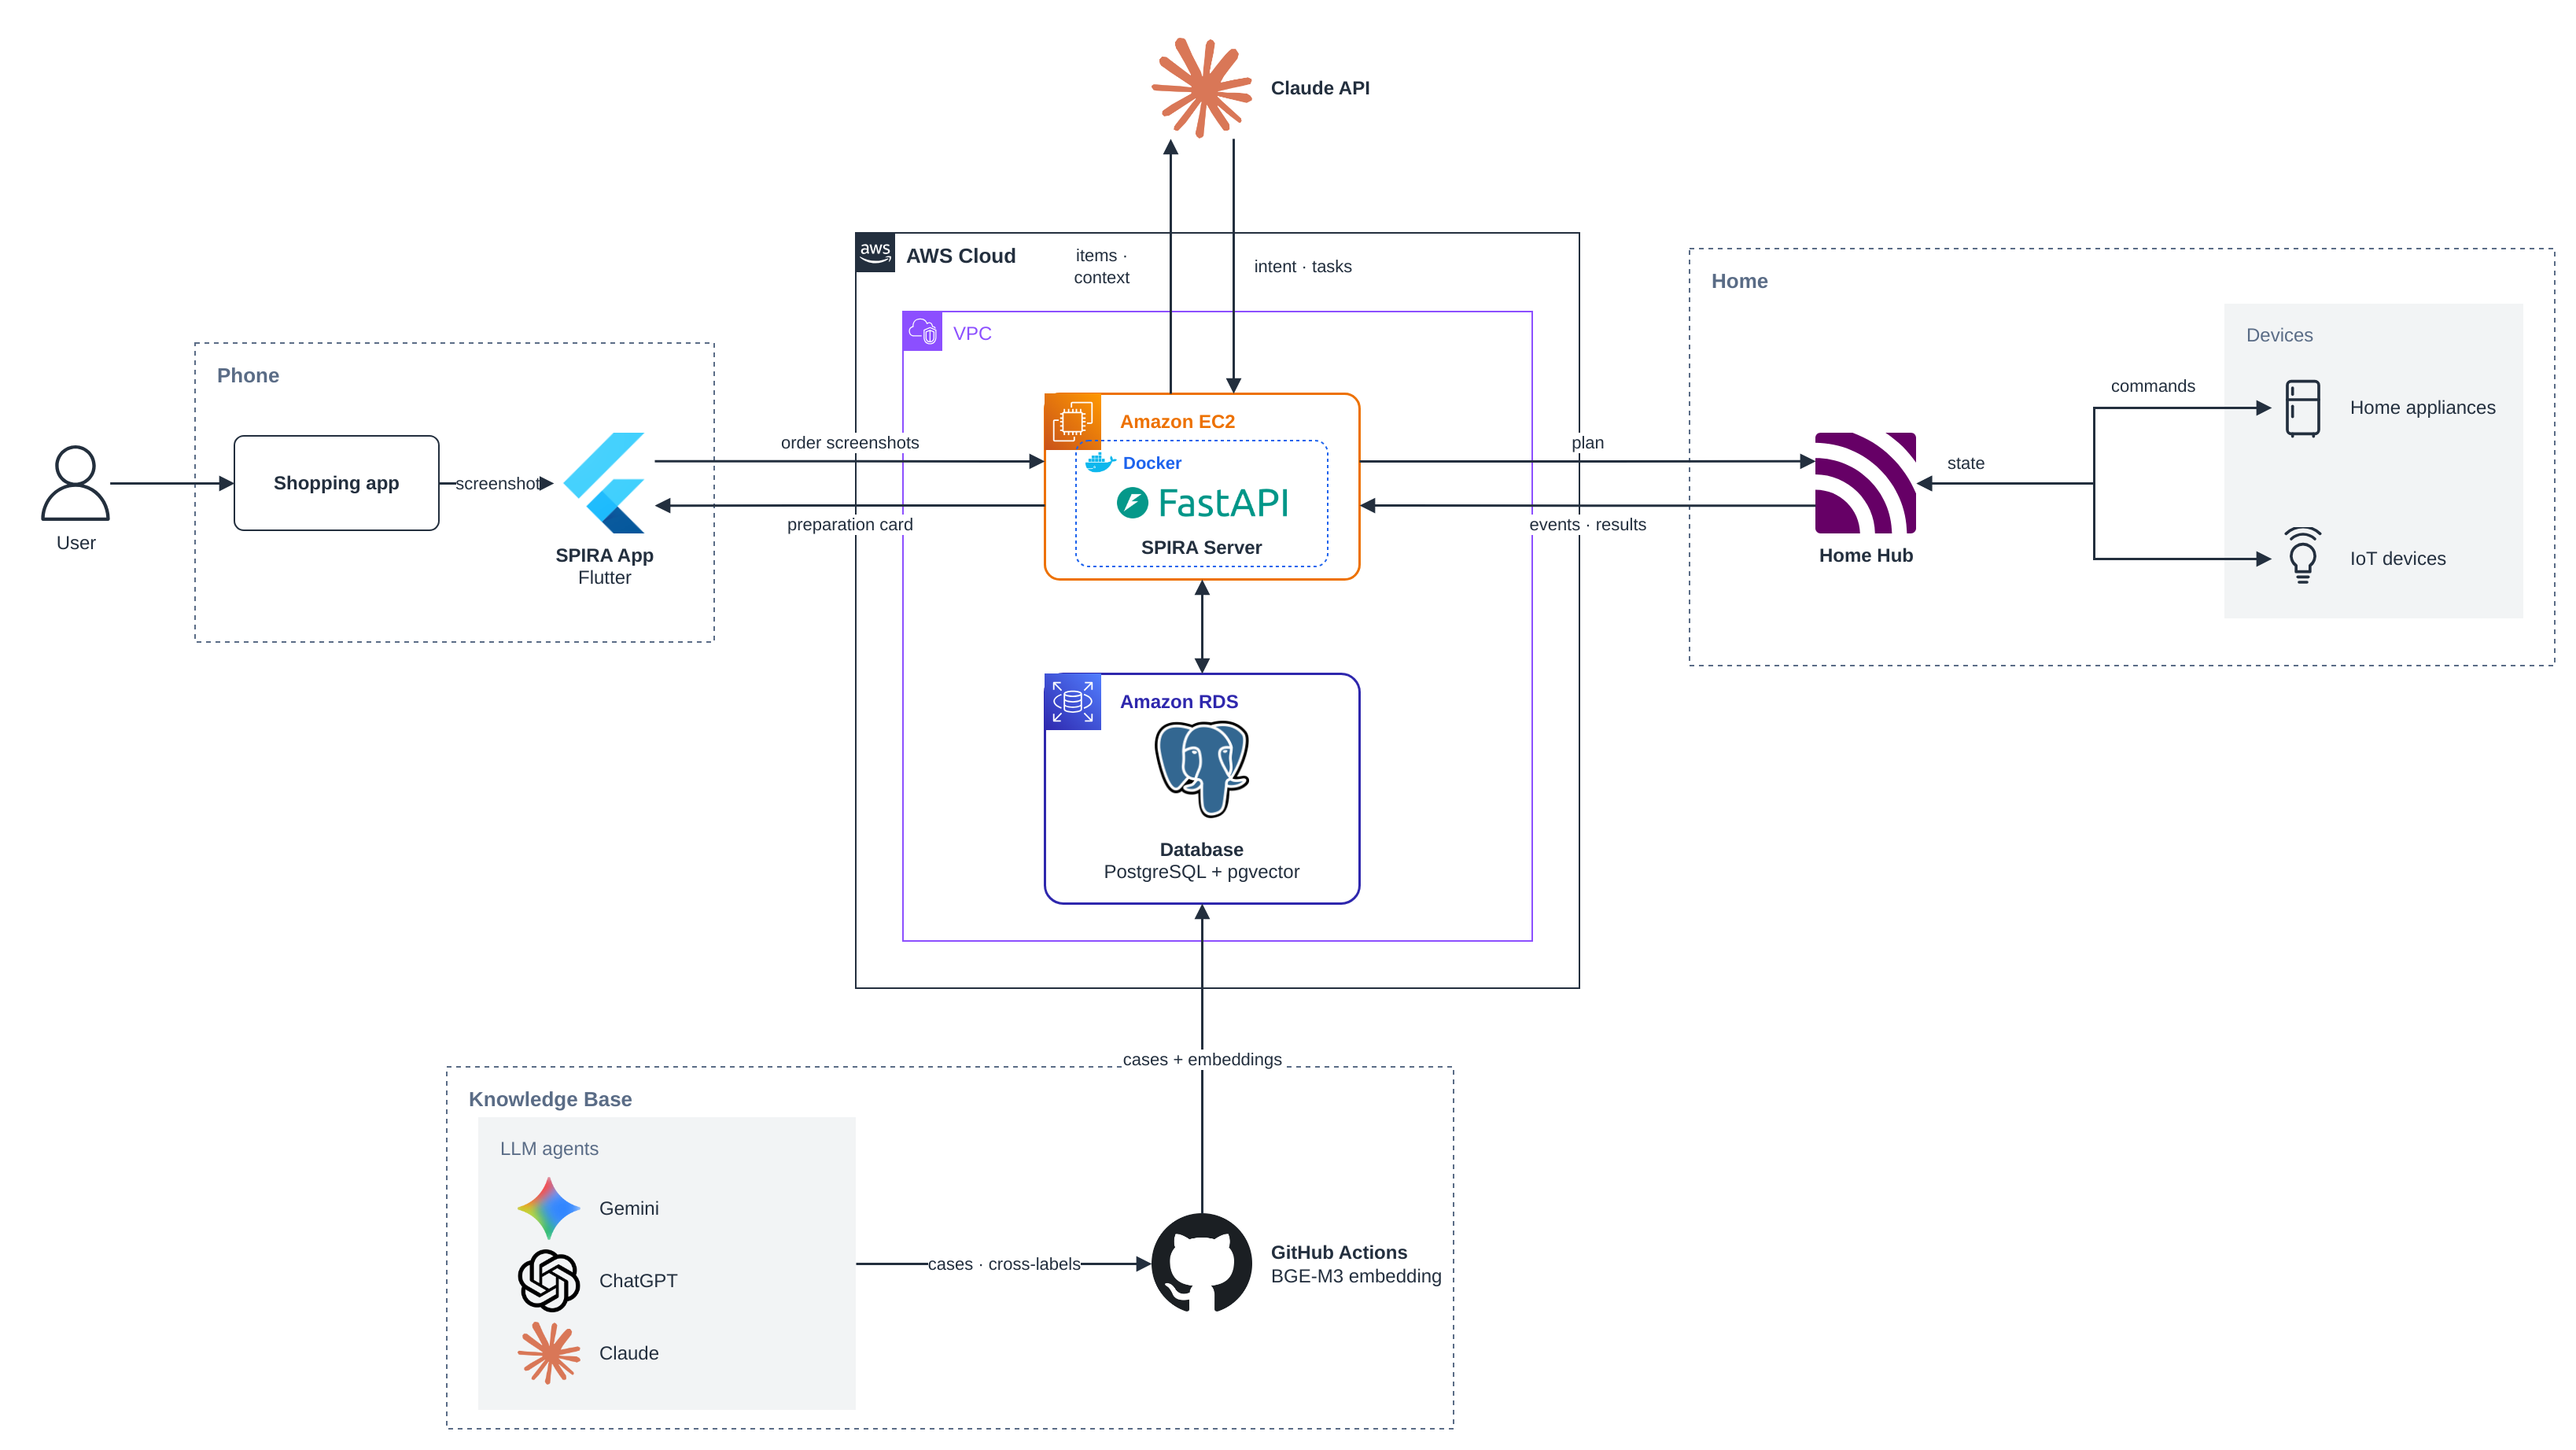 Claude API
aws
AWS Cloud
items ·
context
intent · tasks
Home
Devices
VPC
Phone
commands
Home appliances
Amazon EC2
order screenshots
plan
Docker
state
Shopping app
screenshot
FastAPI
preparation card
events · results
User
SPIRA App
Flutter
SPIRA Server
Home Hub
IoT devices
Amazon RDS
Database
PostgreSQL + pgvector
cases + embeddings
Knowledge Base
LLM agents
Gemini
ChatGPT
Claude
cases · cross-labels
GitHub Actions
BGE-M3 embedding